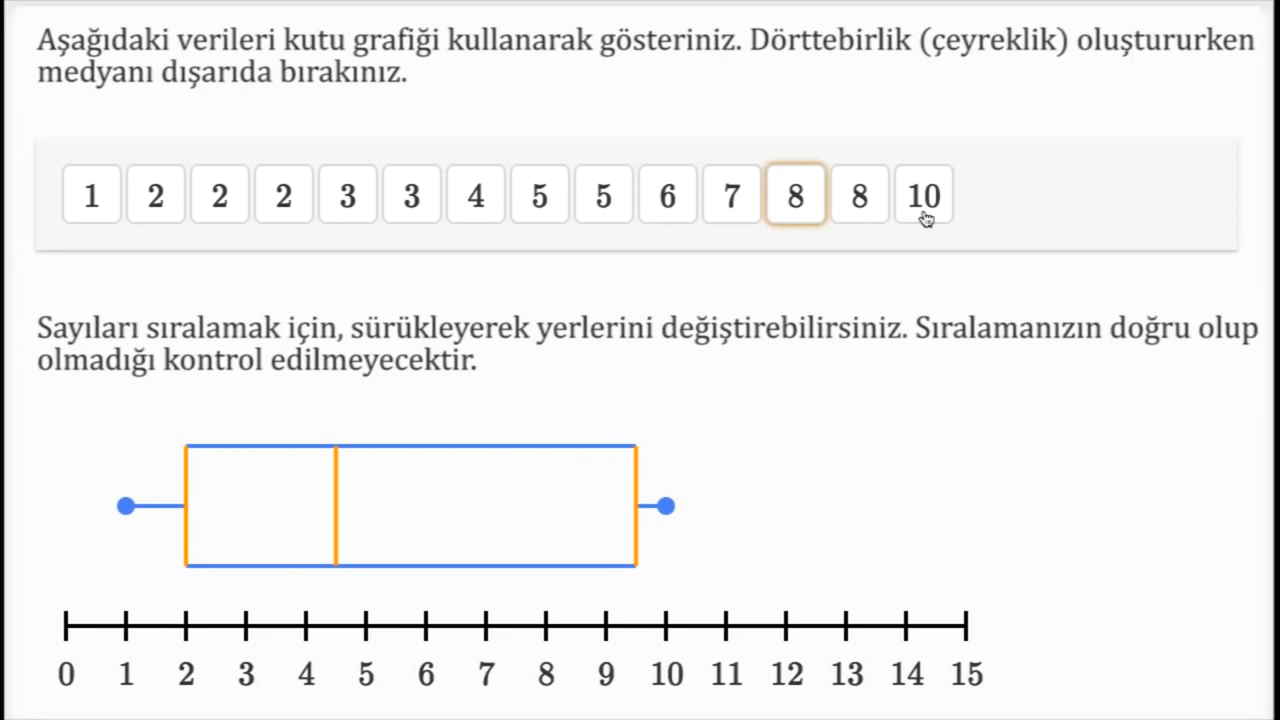 Aşağıdaki verileri kutu grafiği kullanarak gösteriniz. Dörttebirlik (çeyreklik) oluştururken
medyanı dışarıda bırakınız.
1 2 2 2 3 3 4 5 5 6 7 8 8 10
Sayıları sıralamak için, sürükleyerek yerlerini değiştirebilirsiniz. Sıralamanızın doğru olup
olmadığı kontrol edilmeyecektir.
0 1 2 3 4 5 6 7 8 9 10 11 12 13 14 15